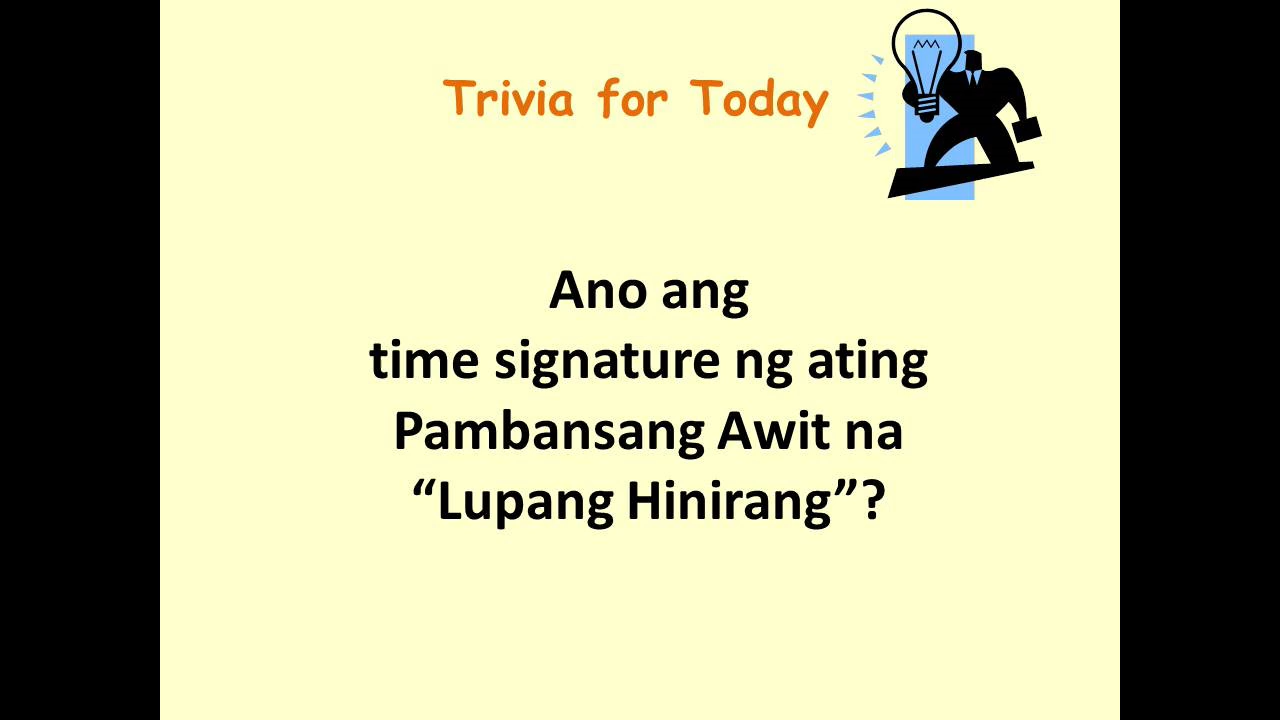 Trivia for Today
Ano ang
time signature ng ating
Pambansang Awit na
“Lupang Hinirang”?